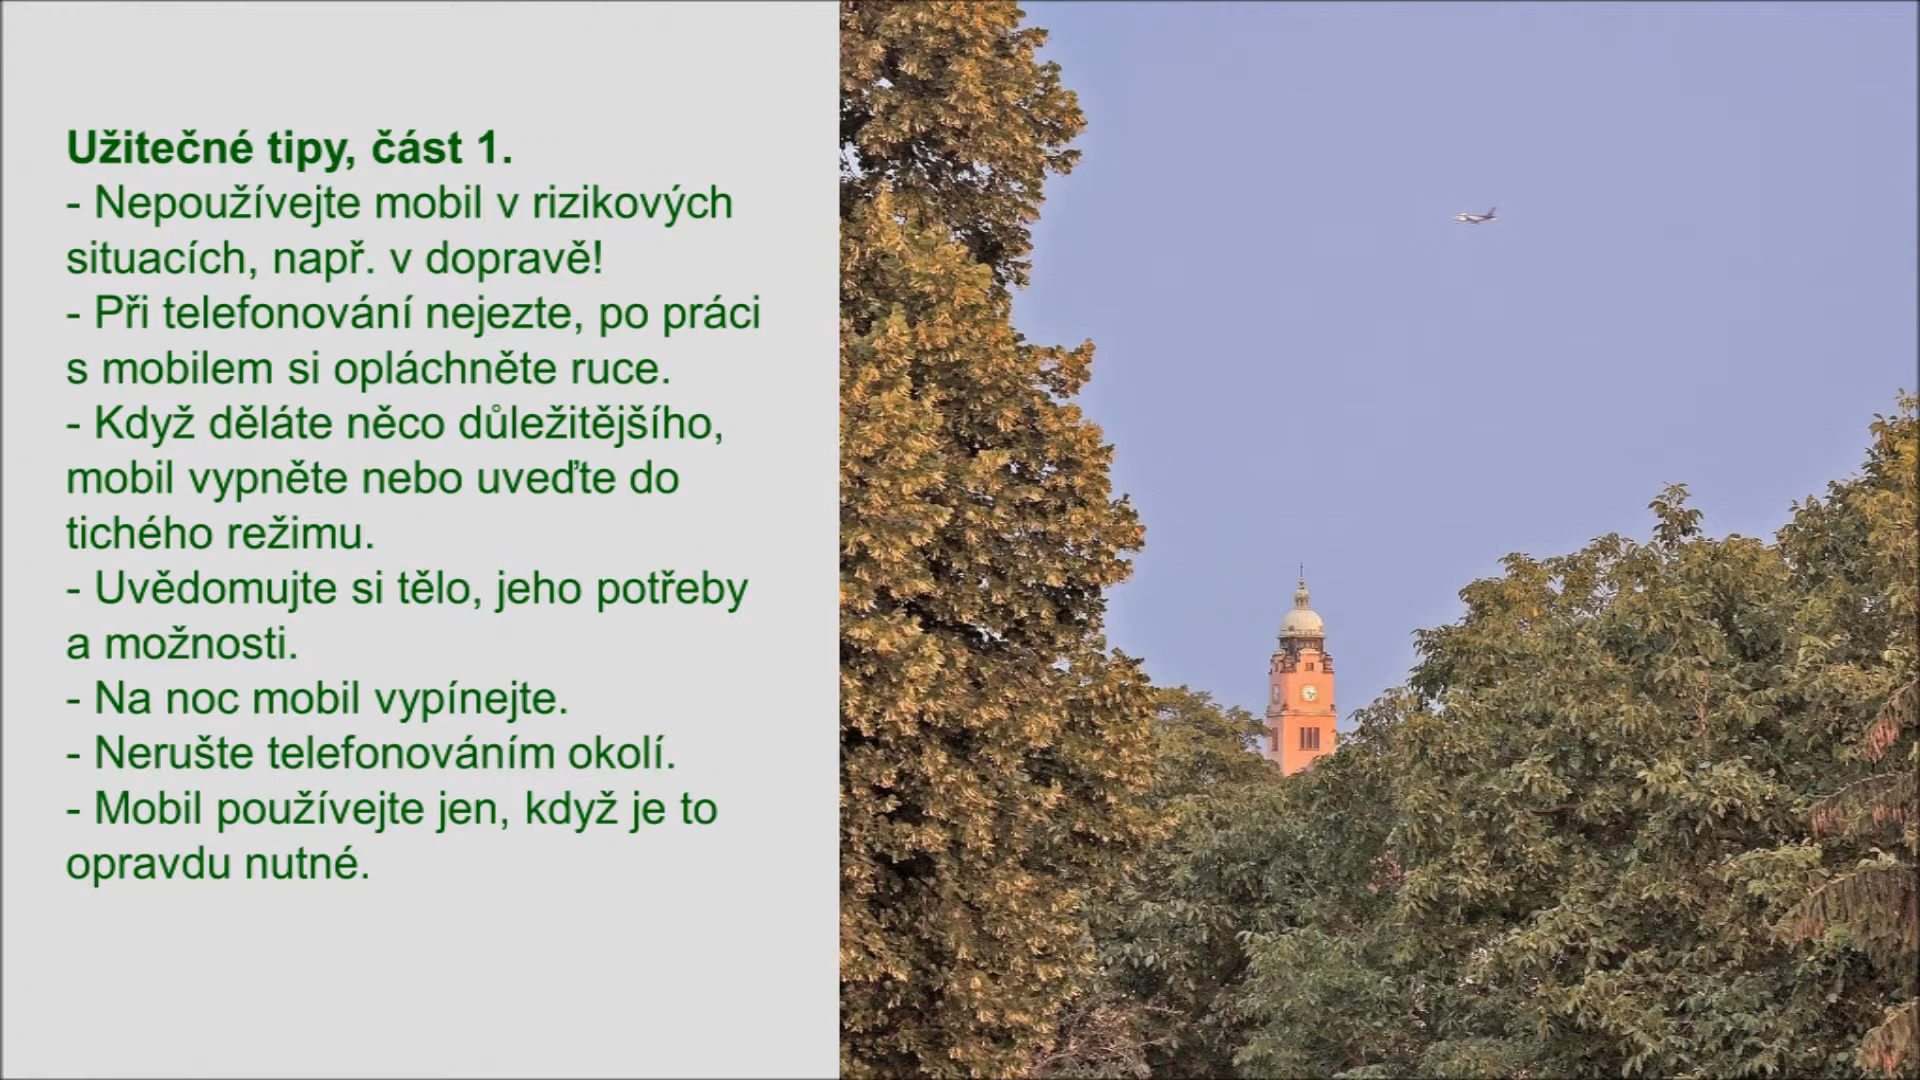 Užitečné tipy, část 1.
- Nepoužívejte mobil v rizikových
situacích, např. v dopravě!
- Při telefonování nejezte, po práci
s mobilem si opláchněte ruce.
- Když děláte něco důležitějšího,
mobil vypněte nebo uveďte do
tichého režimu.
- Uvědomujte si tělo, jeho potřeby
a možnosti.
- Na noc mobil vypínejte.
- Nerušte telefonováním okolí.
- Mobil používejte jen, když je to
opravdu nutné.